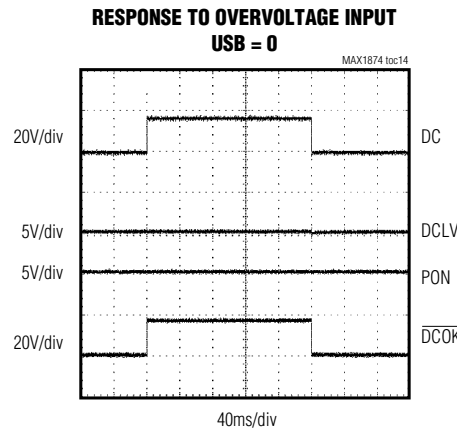 RESPONSE TO OVERVOLTAGE INPUT
USB = 0
MAX1874 toc14
20V/div
DC
5V/div
DCLV
5V/div
PON
20V/div
DCOK
40ms/div